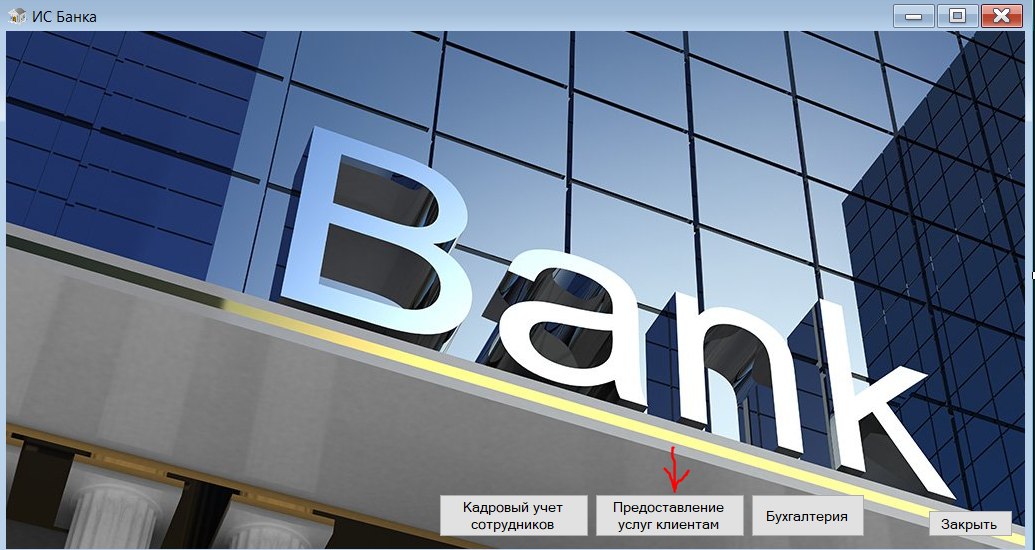 ИС Банка
Bank
Кадровый учет
сотрудников
Предоставление
услуг клиентам
Бухгалтерия
Закрыть